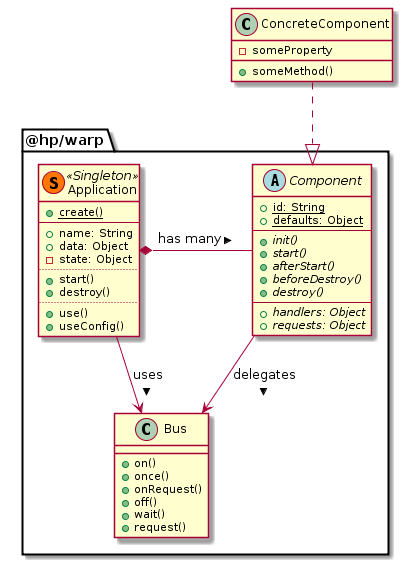 C ConcreteComponent
someProperty
someMethod()
@hp/warp
S «Singleton»
Application
create()
name: String
data: Object
state: Object
start()
destroy()
use()
useConfig()
has many
A Component
id: String
defaults: Object
init()
start()
afterStart()
beforeDestroy()
destroy()
handlers: Object
requests: Object
uses
delegates
C Bus
on()
once()
onRequest()
off()
wait()
request()